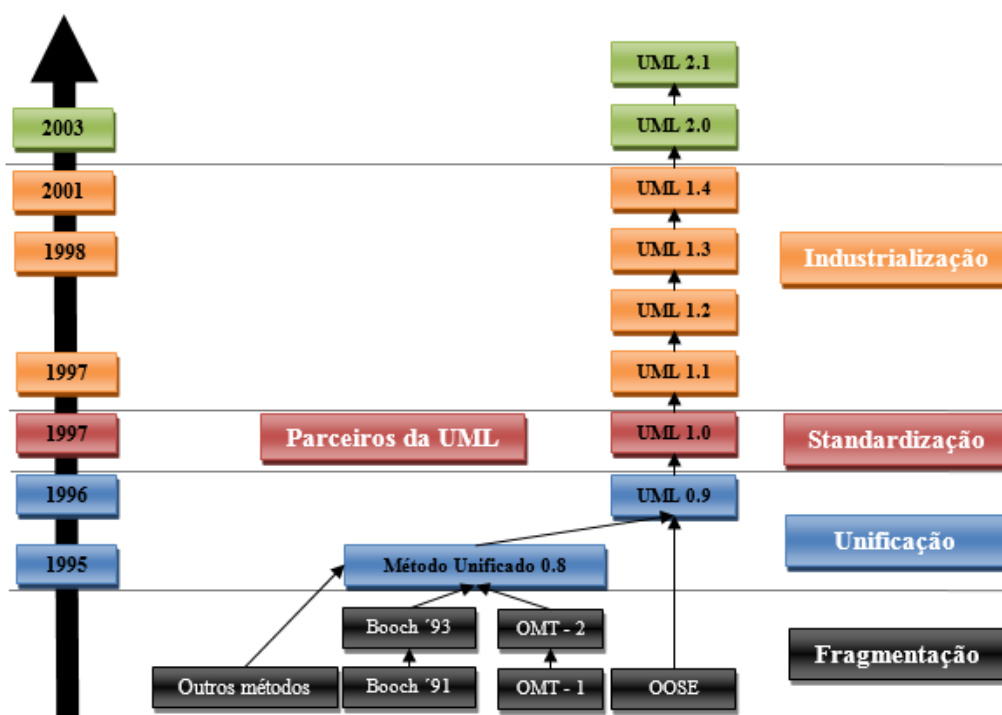 UML 2.1
2003
UML 2.0
2001
UML 1.4
1998
UML 1.3
Industrialização
UML 1.2
1997
UML 1.1
1997
Parceiros da UML
UML 1.0
Standardização
1996
UML 0.9
Unificação
1995
Método Unificado 0.8
Booch ´93
OMT - 2
Fragmentação
Outros métodos
Booch ´91
OMT - 1
OOSE